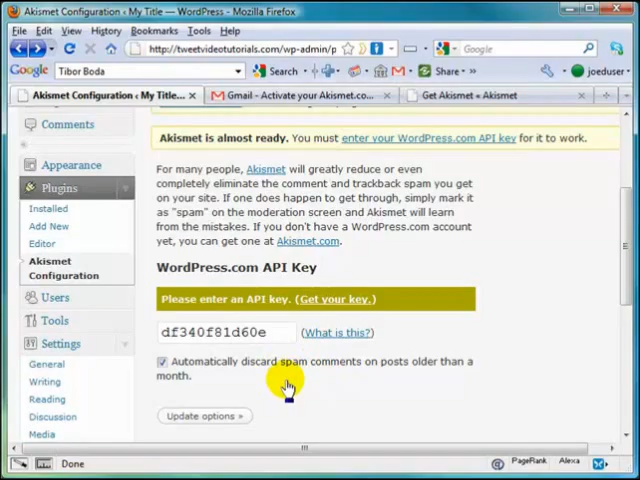 Akismet Configuration ‹ My Title — WordPress - Mozilla Firefox
File Edit View History Bookmarks Tools Help
http://tweetvideotutorials.com/wp-admin/p
Google
Google Tibor Boda Search Share joeduser
Akismet Configuration ‹ My Title... Gmail - Activate your Akismet.co... Get Akismet « Akismet
Comments
Akismet is almost ready. You must enter your WordPress.com API key for it to work.
Appearance
Plugins
Installed
Add New
Editor
Akismet
Configuration
Users
Tools
Settings
General
Writing
Reading
Discussion
Media
For many people, Akismet will greatly reduce or even
completely eliminate the comment and trackback spam you get
on your site. If one does happen to get through, simply mark it
as "spam" on the moderation screen and Akismet will learn
from the mistakes. If you don't have a WordPress.com account
yet, you can get one at Akismet.com.
WordPress.com API Key
Please enter an API key. (Get your key.)
df340f81d60e (What is this?)
Automatically discard spam comments on posts older than a
month.
Update options »
Done PageRank Alexa